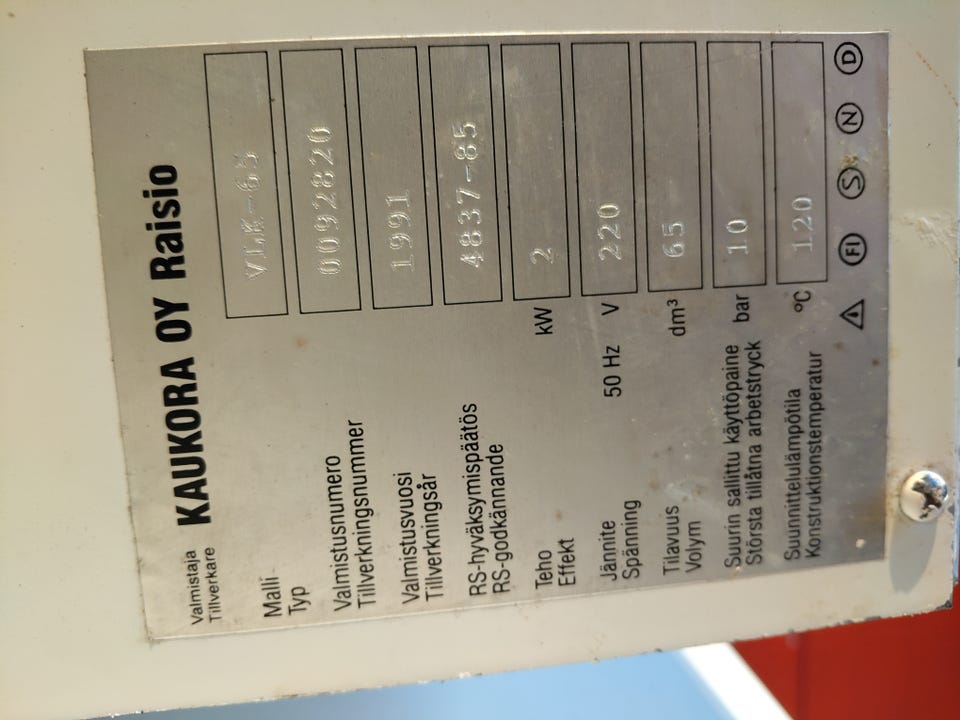 Valmistaja
Tillverkare
KAUKORA OY Raisio
Malli
Typ
VLK-65
Valmistusnumero
Tillverkningsnummer
0092820
Valmistusvuosi
Tillverkningsår
1991
RS-hyväksymispäätös
RS-godkännande
4837-85
Teho
Effekt
kW 2
Jännite
Spänning
50 Hz V 220
Tilavuus
Volym
dm³ 65
Suurin sallittu käyttöpaine
Största tillåtna arbetstryck
bar 10
Suunnittelulämpötila
Konstruktionstemperatur
°C 120
FI S N D